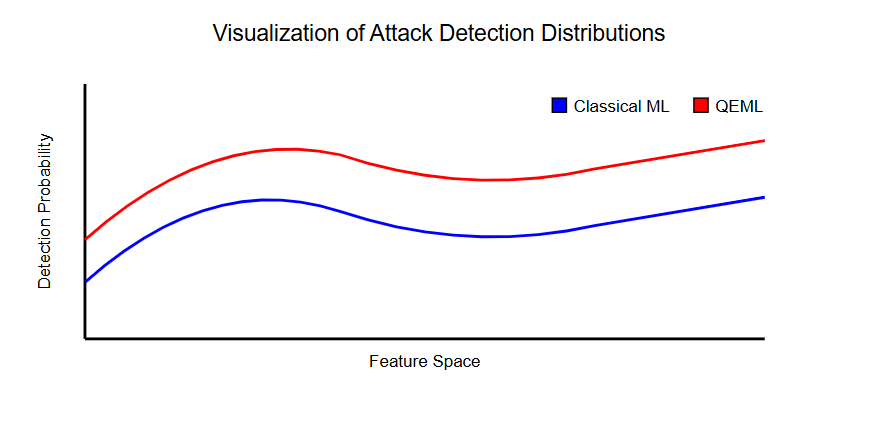 Visualization of Attack Detection Distributions
Classical ML
QEML
Detection Probability
Feature Space